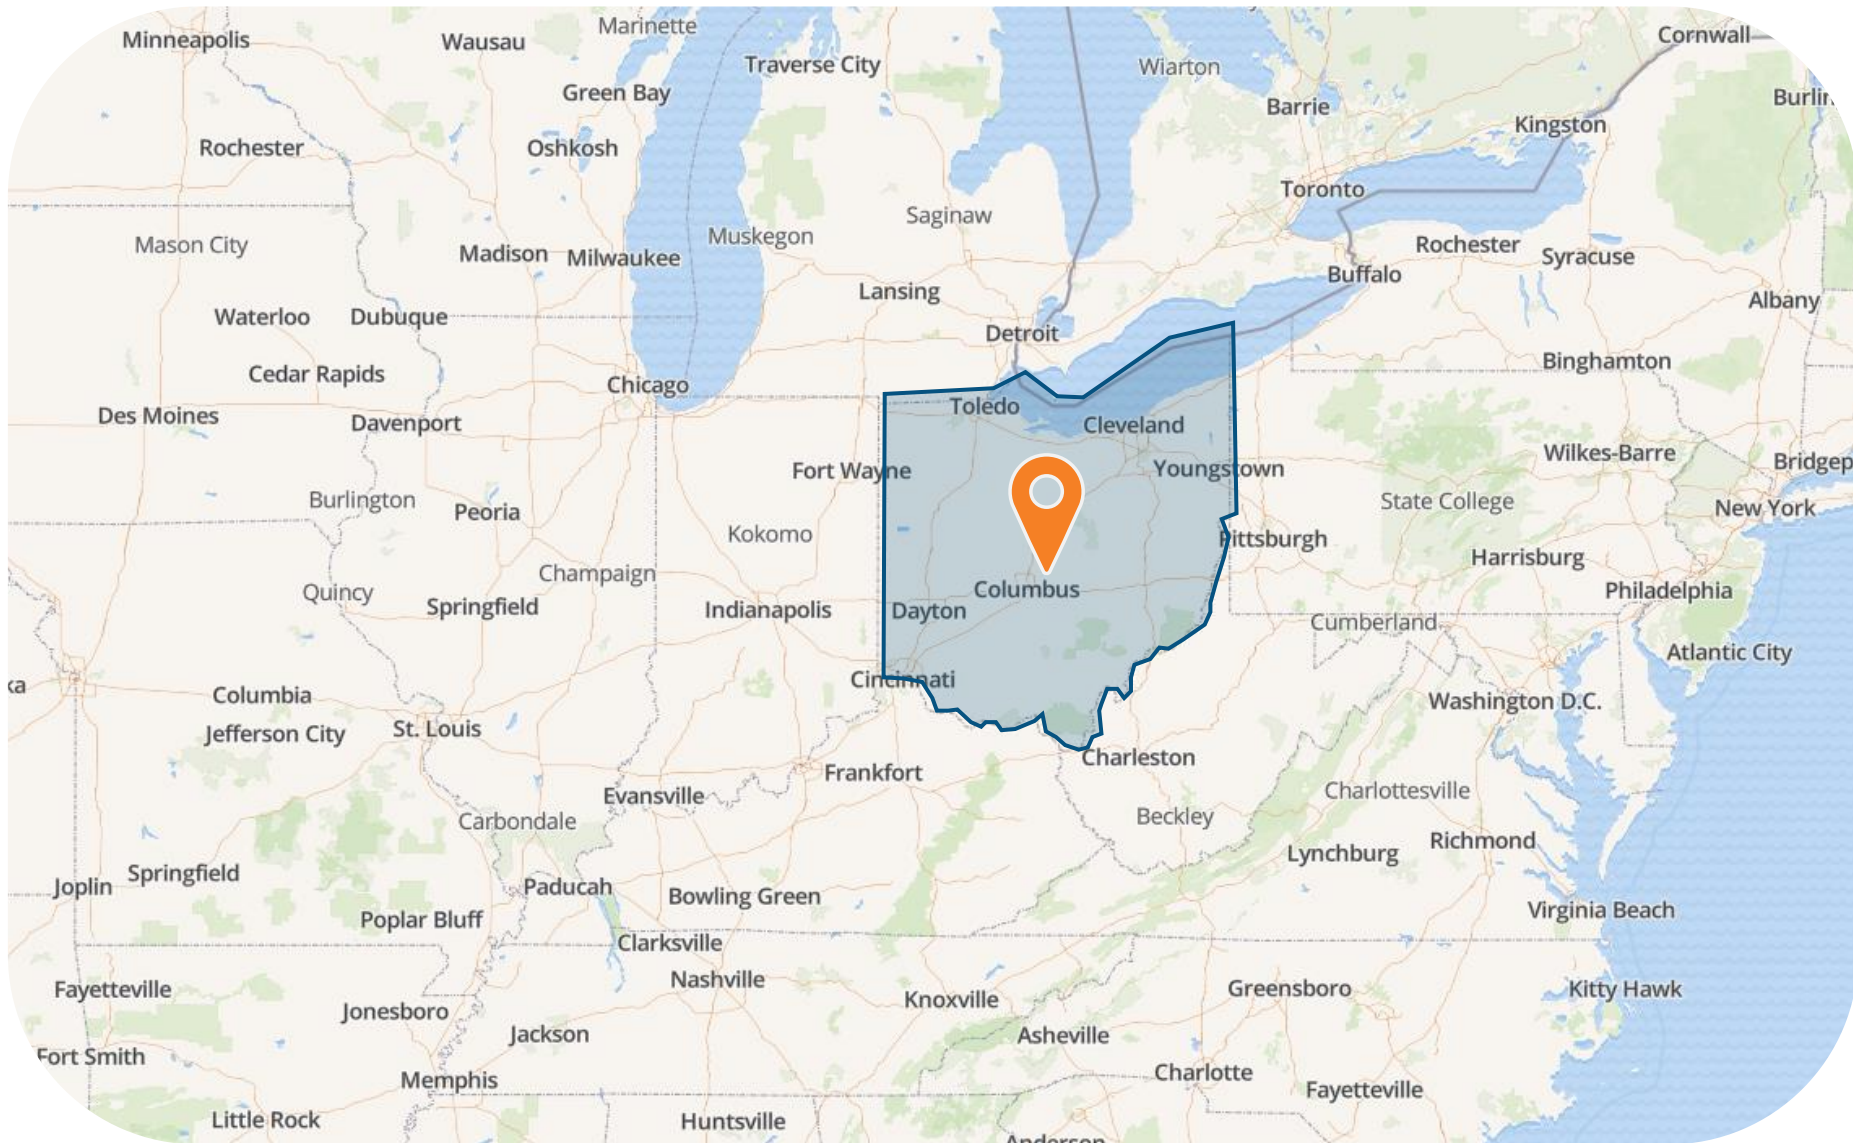 Minneapolis
Wausau
Marinette
Cornwall
Traverse City
Wiarton
Green Bay
Barrie
Kingston
Rochester
Oshkosh
Toronto
Saginaw
Mason City
Muskegon
Madison
Milwaukee
Rochester
Syracuse
Buffalo
Lansing
Albany
Waterloo
Dubuque
Detroit
Binghamton
Cedar Rapids
Chicago
Toledo
Des Moines
Davenport
Cleveland
Wilkes-Barre
Bridgep
Fort Wayne
Youngstown
Burlington
Peoria
State College
New York
Kokomo
Pittsburgh
Harrisburg
Champaign
Columbus
Quincy
Philadelphia
Springfield
Indianapolis
Dayton
Cumberland
Atlantic City
Cincinnati
ka
Columbia
Washington D.C.
Jefferson City
St. Louis
Charleston
Frankfort
Evansville
Charlottesville
Carbondale
Beckley
Richmond
Lynchburg
Joplin
Springfield
Paducah
Bowling Green
Poplar Bluff
Virginia Beach
Clarksville
Nashville
Fayetteville
Greensboro
Kitty Hawk
Knoxville
Jonesboro
Jackson
Asheville
Fort Smith
Memphis
Charlotte
Fayetteville
Little Rock
Huntsville
Anderson